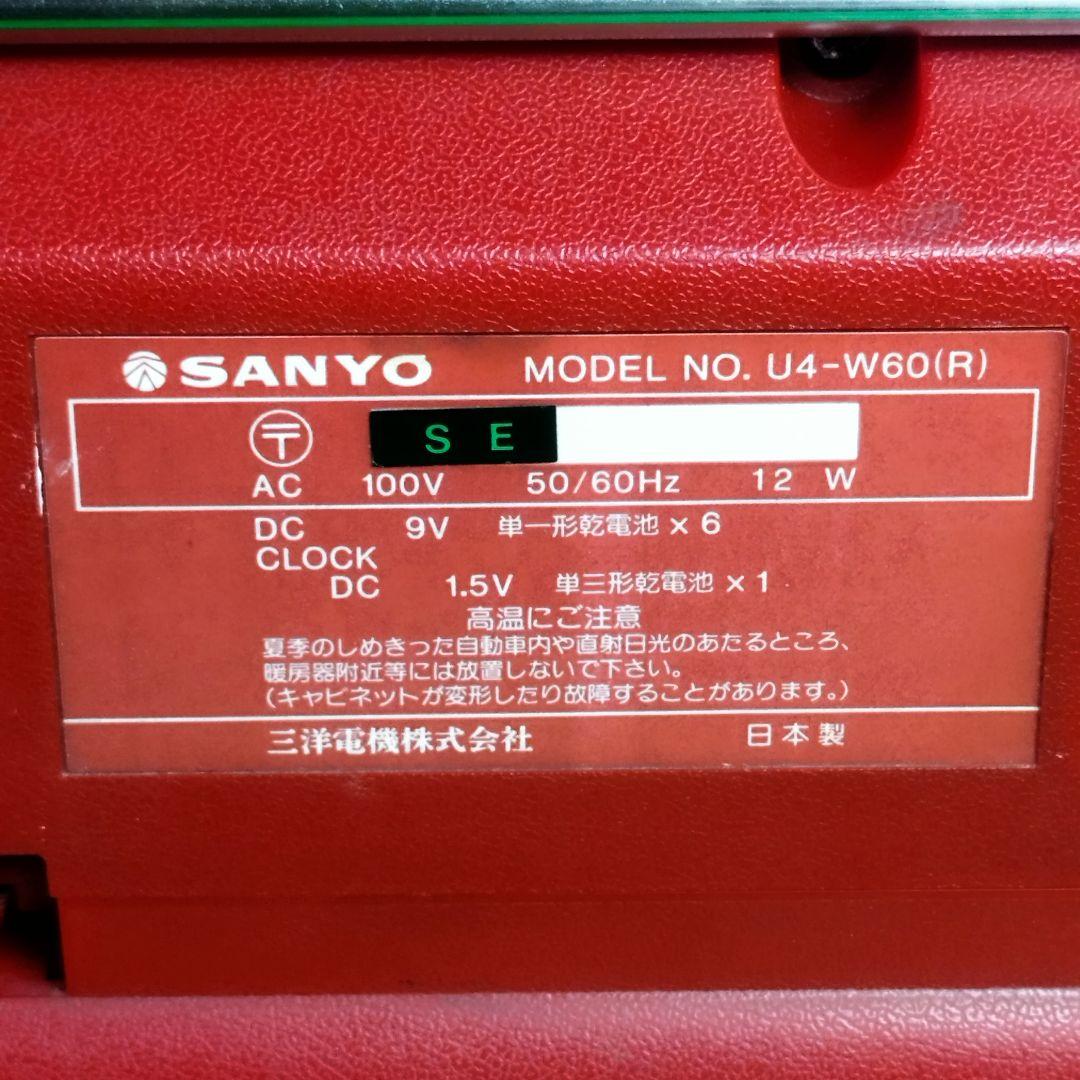 SANYO MODEL NO. U4-W60(R)
〒 S E
AC 100V 50/60Hz 12 W
DC 9V 単一形乾電池 × 6
CLOCK
DC 1.5V 単三形乾電池 × 1
高温にご注意
夏季のしめきった自動車内や直射日光のあたるところ、
暖房器附近等には放置しないで下さい。
(キャビネットが変形したり故障することがあります。)
三洋電機株式会社 日本製